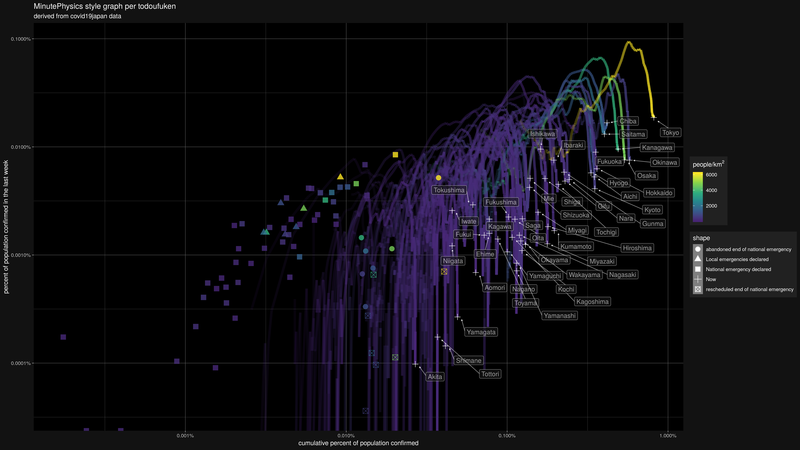 MinutePhysics style graph per todoufuken
derived from covid19japan data
percent of population confirmed in the last week
0.1000%
0.0100%
0.0010%
0.0001%
Chiba
Ishikawa
Saitama
Tokyo
Ibaraki
Kanagawa
Fukuoka
Okinawa
Osaka
Hyogo
Tokushima
Hokkaido
Aichi
Mie
Shiga
Gifu
Fukushima
Kyoto
Shizuoka
Nara
Iwate
Gunma
Saga
Kagawa
Miyagi
Tochigi
Fukui
Oita
Kumamoto
Hiroshima
Ehime
Niigata
Okayama
Miyazaki
Yamaguchi
Wakayama
Nagasaki
Aomori
Nagano
Kochi
Toyama
Kagoshima
Yamanashi
Yamagata
Shimane
Tottori
Akita
0.001%
0.010%
0.100%
1.000%
cumulative percent of population confirmed
people/km²
6000
4000
2000
shape
abandoned end of national emergency
Local emergencies declared
National emergency declared
Now
rescheduled end of national emergency